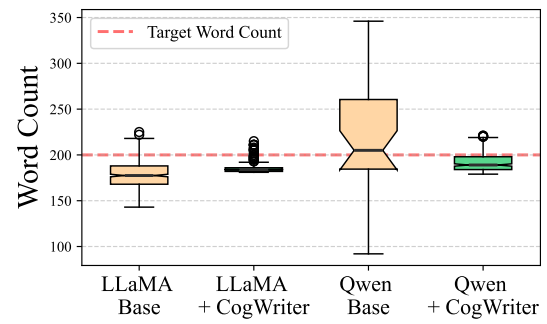 Target Word Count
Word Count
350
300
250
200
150
100
LLaMA
Base
LLaMA
+ CogWriter
Qwen
Base
Qwen
+ CogWriter